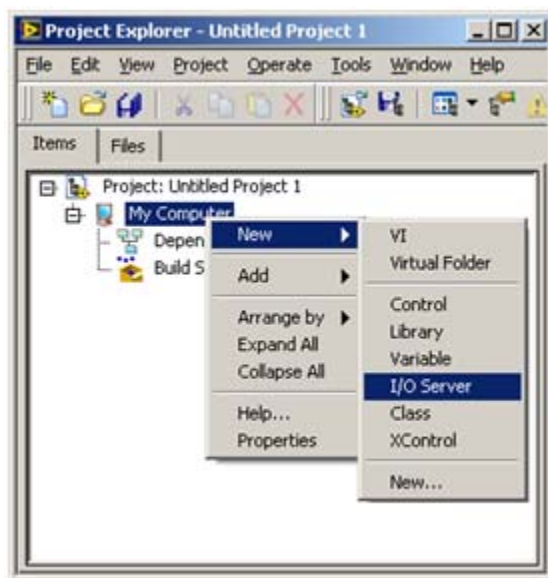 Project Explorer - Untitled Project 1
File Edit View Project Operate Tools Window Help
Items Files
Project: Untitled Project 1
My Computer
Depen
Build S
New
Add
Arrange by
Expand All
Collapse All
Help...
Properties
VI
Virtual Folder
Control
Library
Variable
I/O Server
Class
XControl
New...